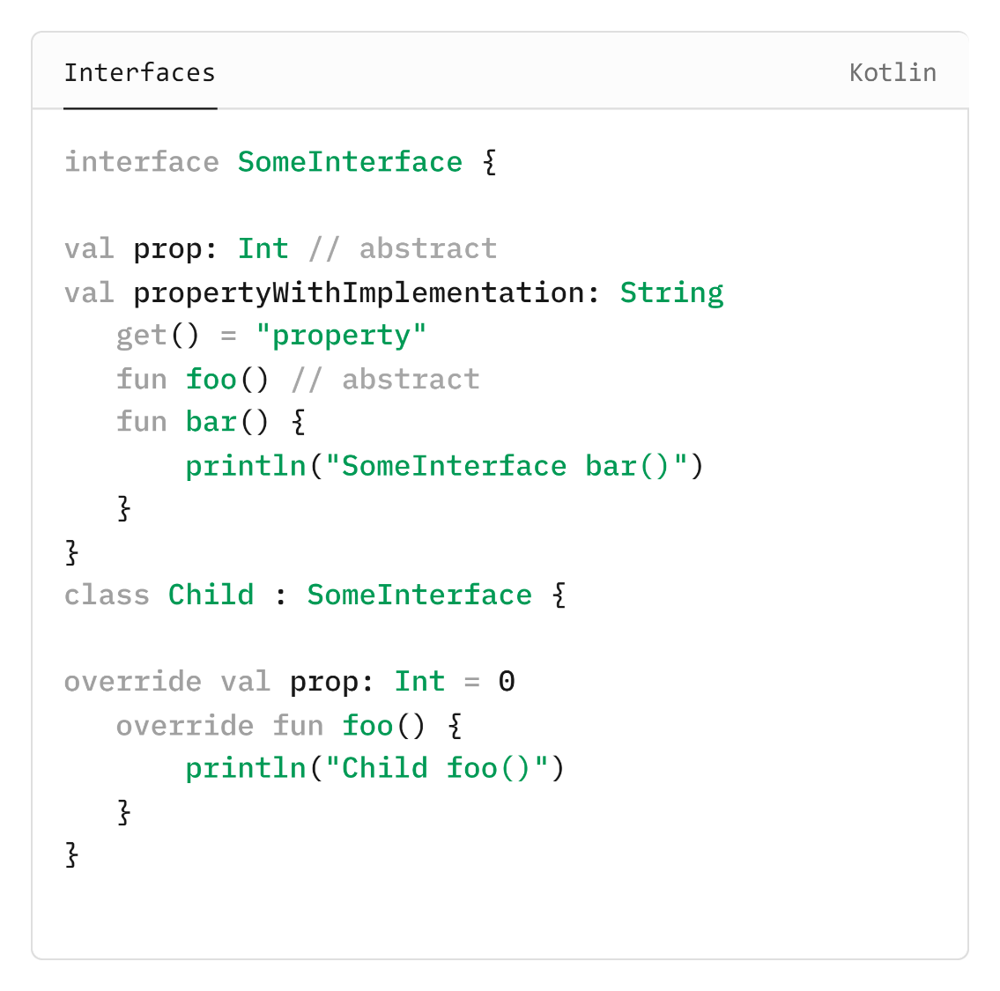 Interfaces
Kotlin
interface SomeInterface {
val prop: Int // abstract
val propertyWithImplementation: String
get() = "property"
fun foo() // abstract
fun bar() {
println("SomeInterface bar()")
}
}
class Child : SomeInterface {
override val prop: Int = 0
override fun foo() {
println("Child foo()")
}
}